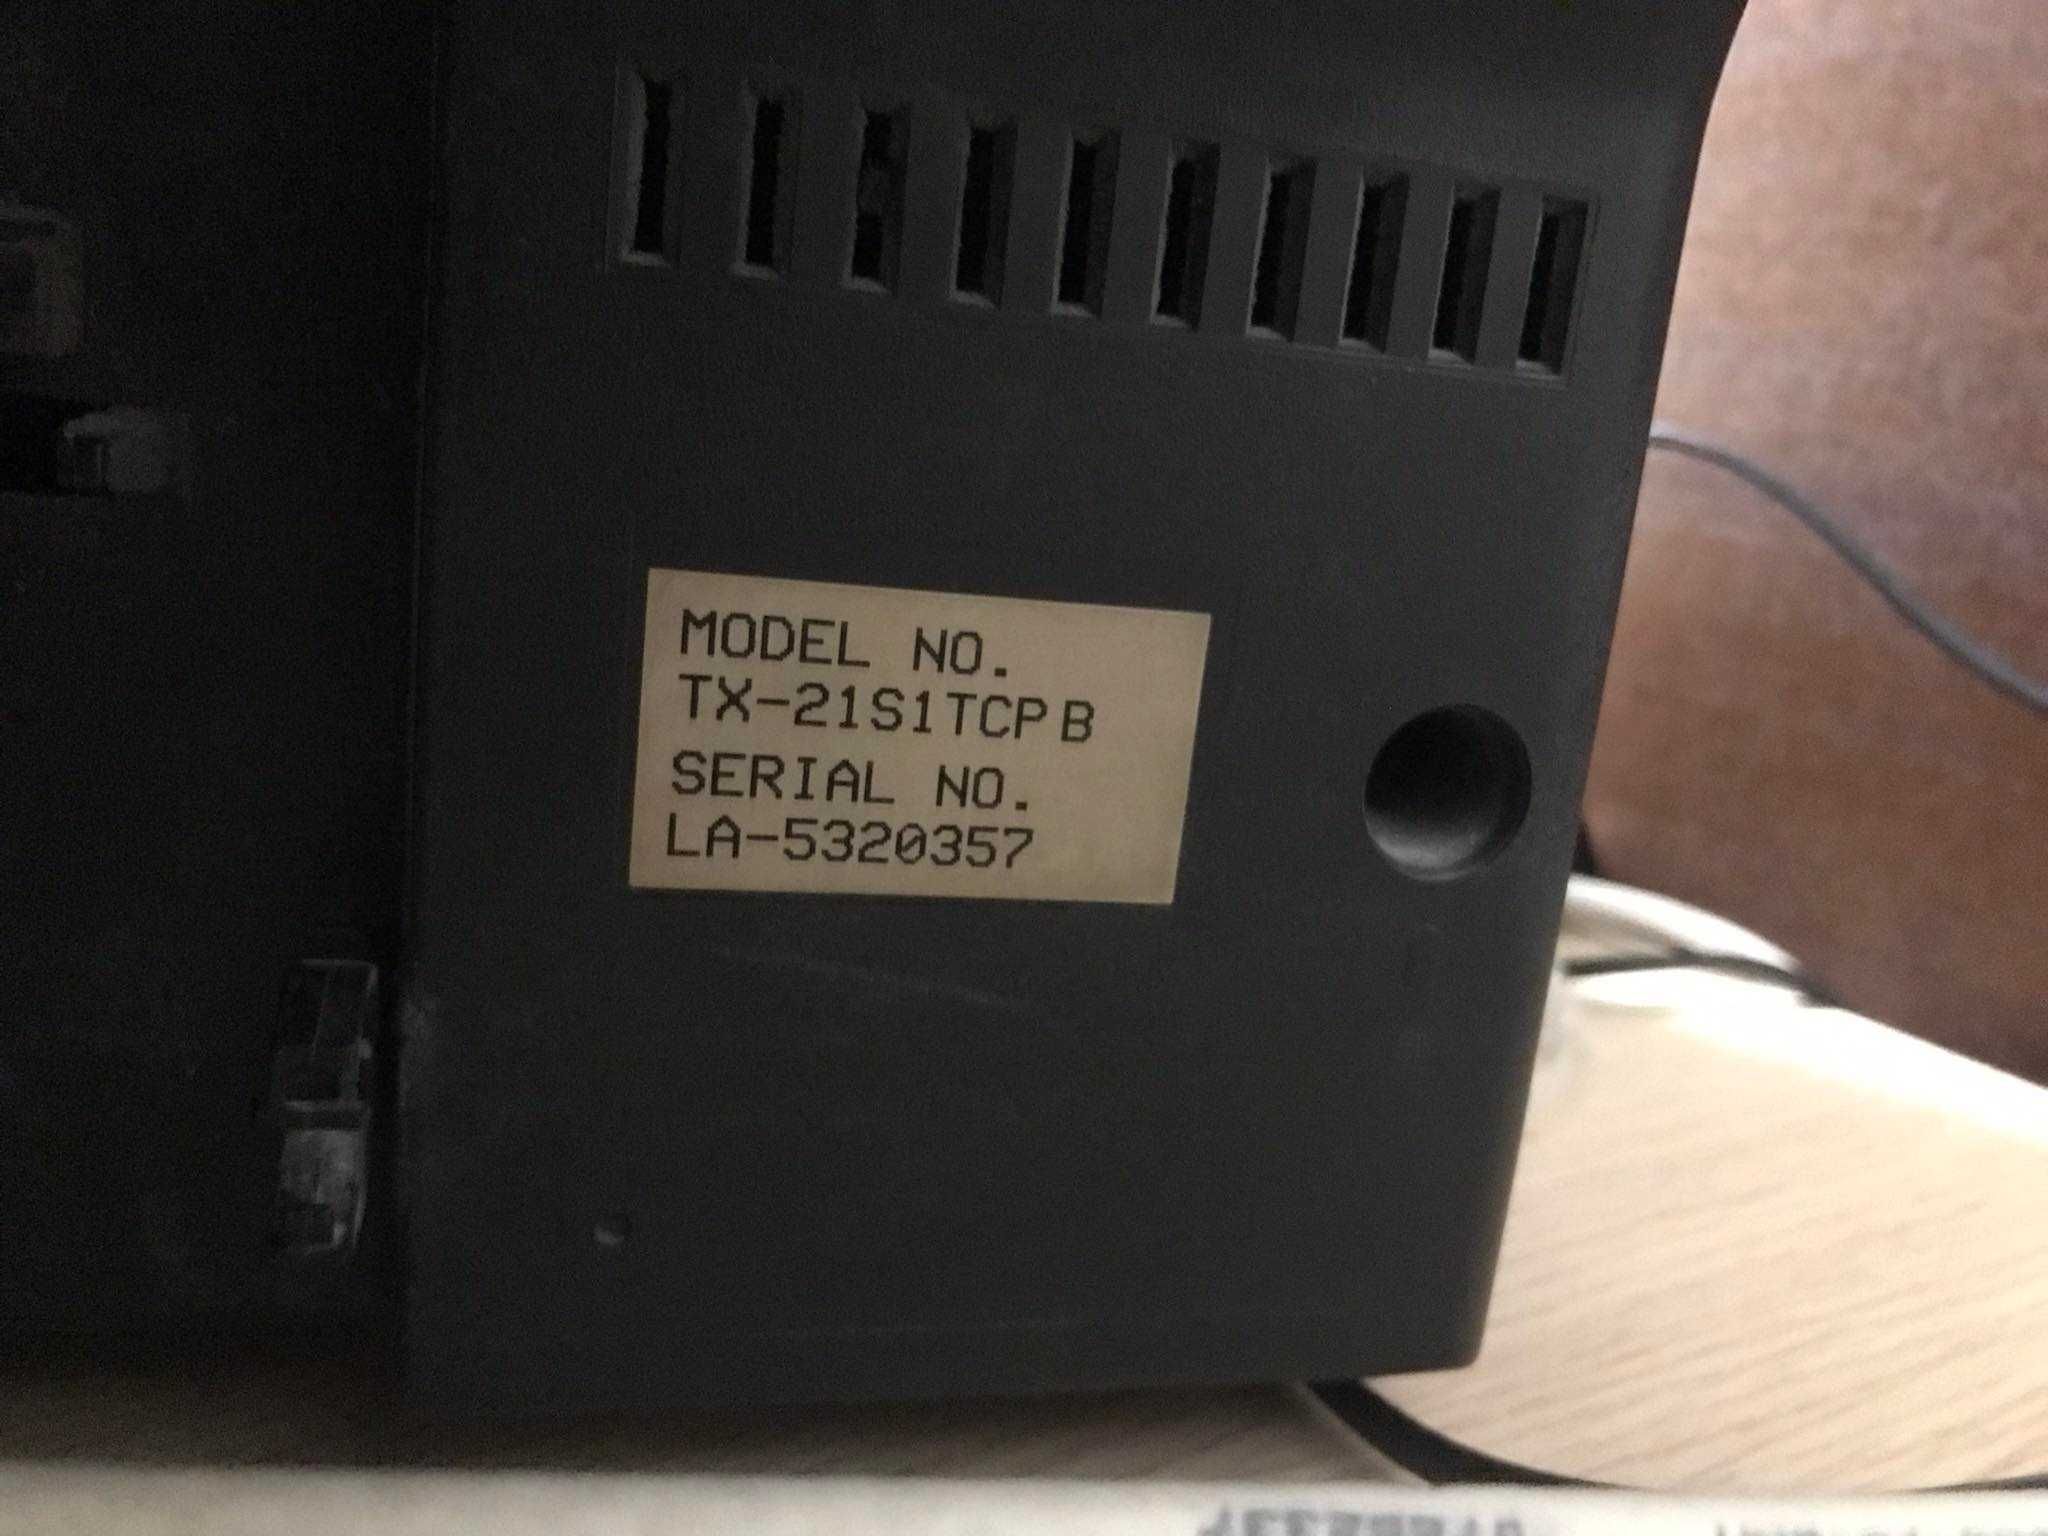 MODEL NO.
TX-21S1TCP B
SERIAL NO.
LA-5320357